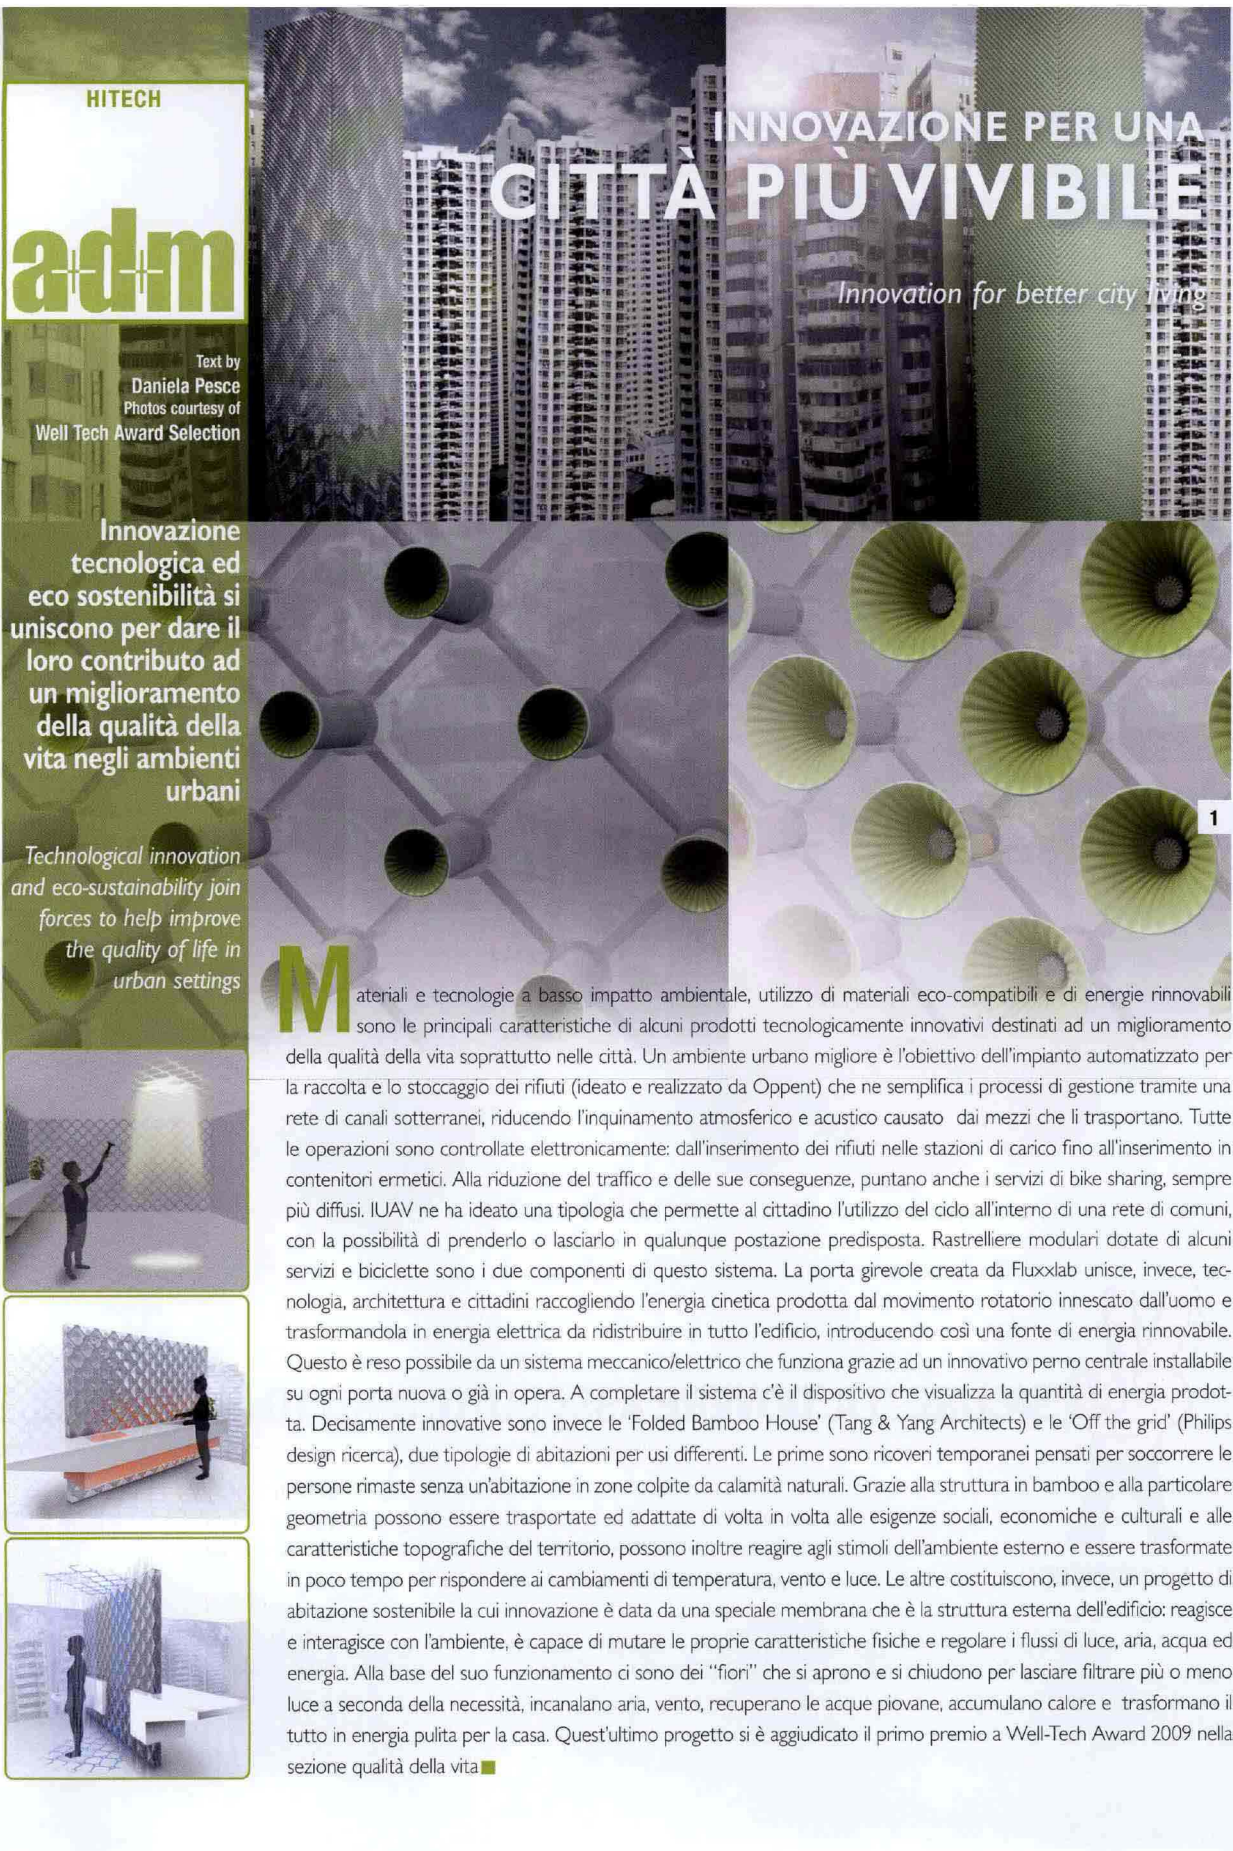 HITECH
a+d+m
Text by
Daniela Pesce
Photos courtesy of
Well Tech Award Selection
INNOVAZIONE PER UNA
CITTÀ PIÙ VIVIBILE
Innovation for better city living
Innovazione
tecnologica ed
eco sostenibilità si
uniscono per dare il
loro contributo ad
un miglioramento
della qualità della
vita negli ambienti
urbani
Technological innovation
and eco-sustainability join
forces to help improve
the quality of life in
urban settings
1
Materiali e tecnologie a basso impatto ambientale, utilizzo di materiali eco-compatibili e di energie rinnovabili
sono le principali caratteristiche di alcuni prodotti tecnologicamente innovativi destinati ad un miglioramento
della qualità della vita soprattutto nelle città. Un ambiente urbano migliore è l'obiettivo dell'impianto automatizzato per
la raccolta e lo stoccaggio dei rifiuti (ideato e realizzato da Oppent) che ne semplifica i processi di gestione tramite una
rete di canali sotterranei, riducendo l'inquinamento atmosferico e acustico causato dai mezzi che li trasportano. Tutte
le operazioni sono controllate elettronicamente: dall'inserimento dei rifiuti nelle stazioni di carico fino all'inserimento in
contenitori ermetici. Alla riduzione del traffico e delle sue conseguenze, puntano anche i servizi di bike sharing, sempre
più diffusi. IUAV ne ha ideato una tipologia che permette al cittadino l'utilizzo del ciclo all'interno di una rete di comuni,
con la possibilità di prenderlo o lasciarlo in qualunque postazione predisposta. Rastrelliere modulari dotate di alcuni
servizi e biciclette sono i due componenti di questo sistema. La porta girevole creata da Fluxxlab unisce, invece, tec-
nologia, architettura e cittadini raccogliendo l'energia cinetica prodotta dal movimento rotatorio innescato dall'uomo e
trasformandola in energia elettrica da ridistribuire in tutto l'edificio, introducendo così una fonte di energia rinnovabile.
Questo è reso possibile da un sistema meccanico/elettrico che funziona grazie ad un innovativo perno centrale installabile
su ogni porta nuova o già in opera. A completare il sistema c'è il dispositivo che visualizza la quantità di energia prodot-
ta. Decisamente innovative sono invece le 'Folded Bamboo House' (Tang & Yang Architects) e le 'Off the grid' (Philips
design ricerca), due tipologie di abitazioni per usi differenti. Le prime sono ricoveri temporanei pensati per soccorrere le
persone rimaste senza un'abitazione in zone colpite da calamità naturali. Grazie alla struttura in bamboo e alla particolare
geometria possono essere trasportate ed adattate di volta in volta alle esigenze sociali, economiche e culturali e alle
caratteristiche topografiche del territorio, possono inoltre reagire agli stimoli dell'ambiente esterno e essere trasformate
in poco tempo per rispondere ai cambiamenti di temperatura, vento e luce. Le altre costituiscono, invece, un progetto di
abitazione sostenibile la cui innovazione è data da una speciale membrana che è la struttura esterna dell'edificio: reagisce
e interagisce con l'ambiente, è capace di mutare le proprie caratteristiche fisiche e regolare i flussi di luce, aria, acqua ed
energia. Alla base del suo funzionamento ci sono dei "fiori" che si aprono e si chiudono per lasciare filtrare più o meno
luce a seconda della necessità, incanalano aria, vento, recuperano le acque piovane, accumulano calore e trasformano il
tutto in energia pulita per la casa. Quest'ultimo progetto si è aggiudicato il primo premio a Well-Tech Award 2009 nella
sezione qualità della vita